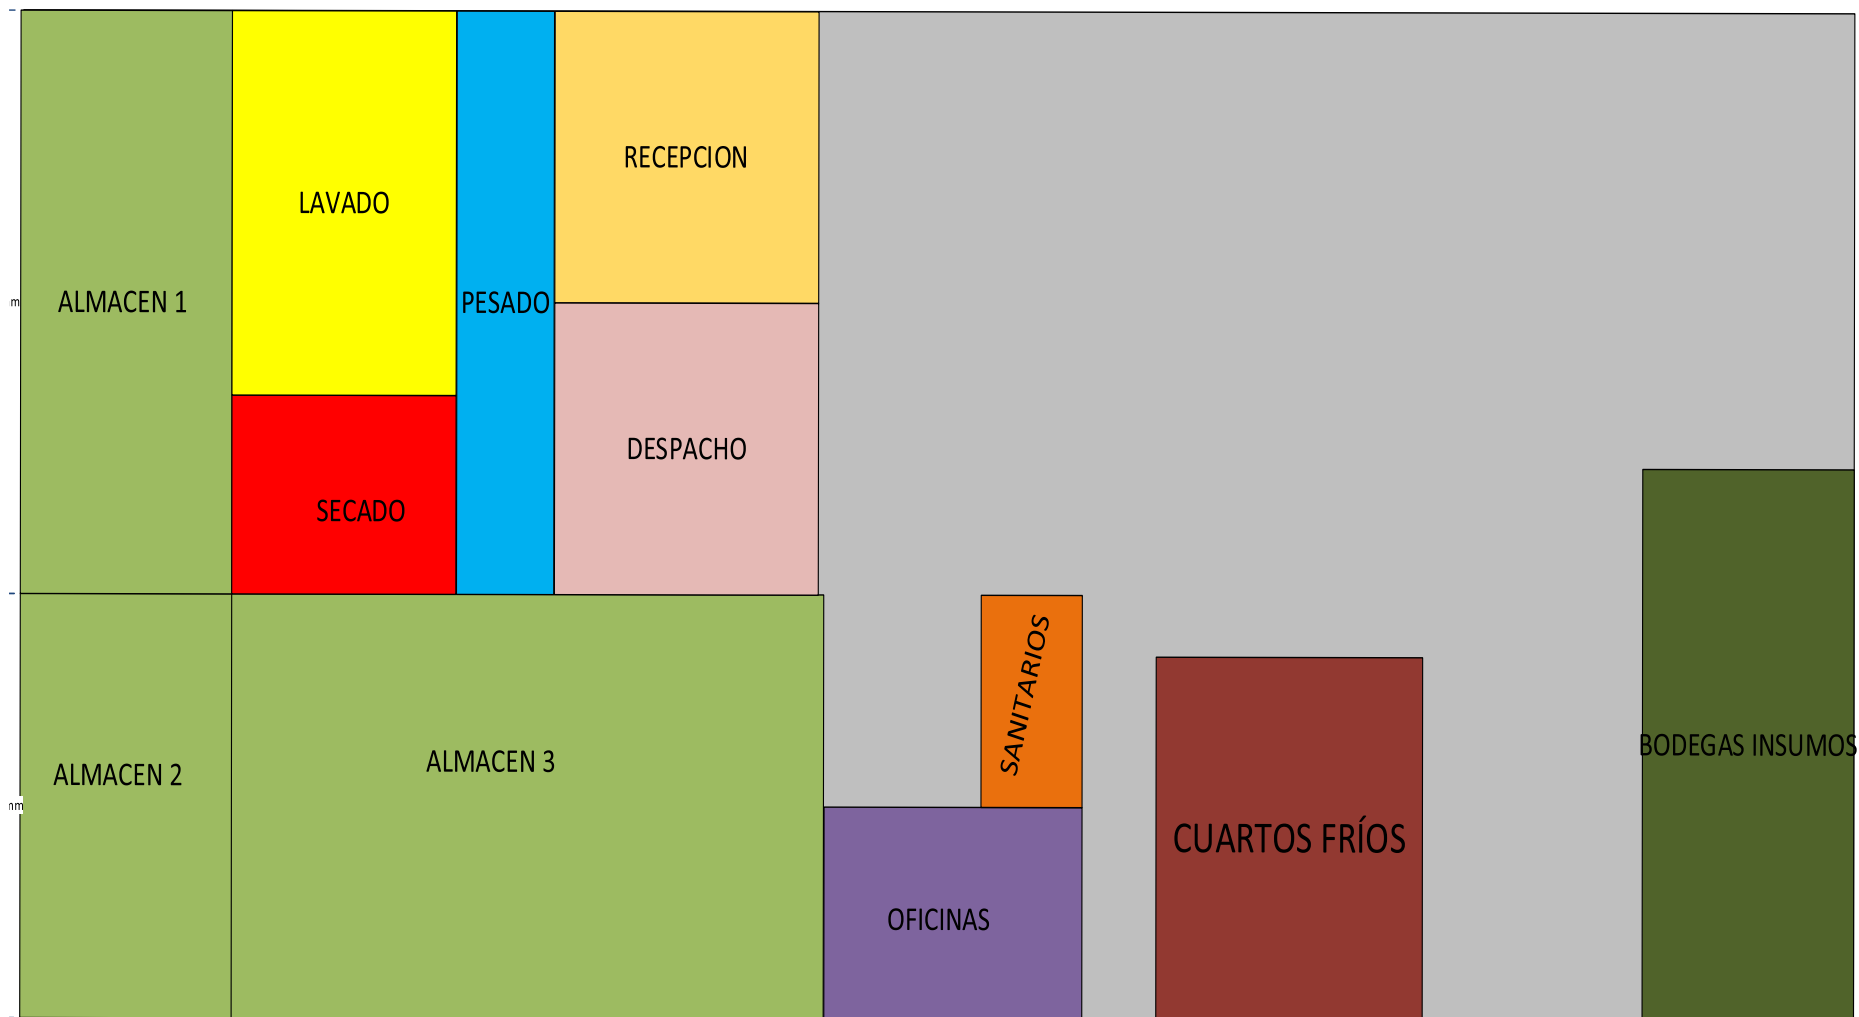 RECEPCION
LAVADO
ALMACEN 1
PESADO
DESPACHO
SECADO
SANITARIOS
ALMACEN 2
ALMACEN 3
BODEGAS INSUMOS
CUARTOS FRÍOS
OFICINAS